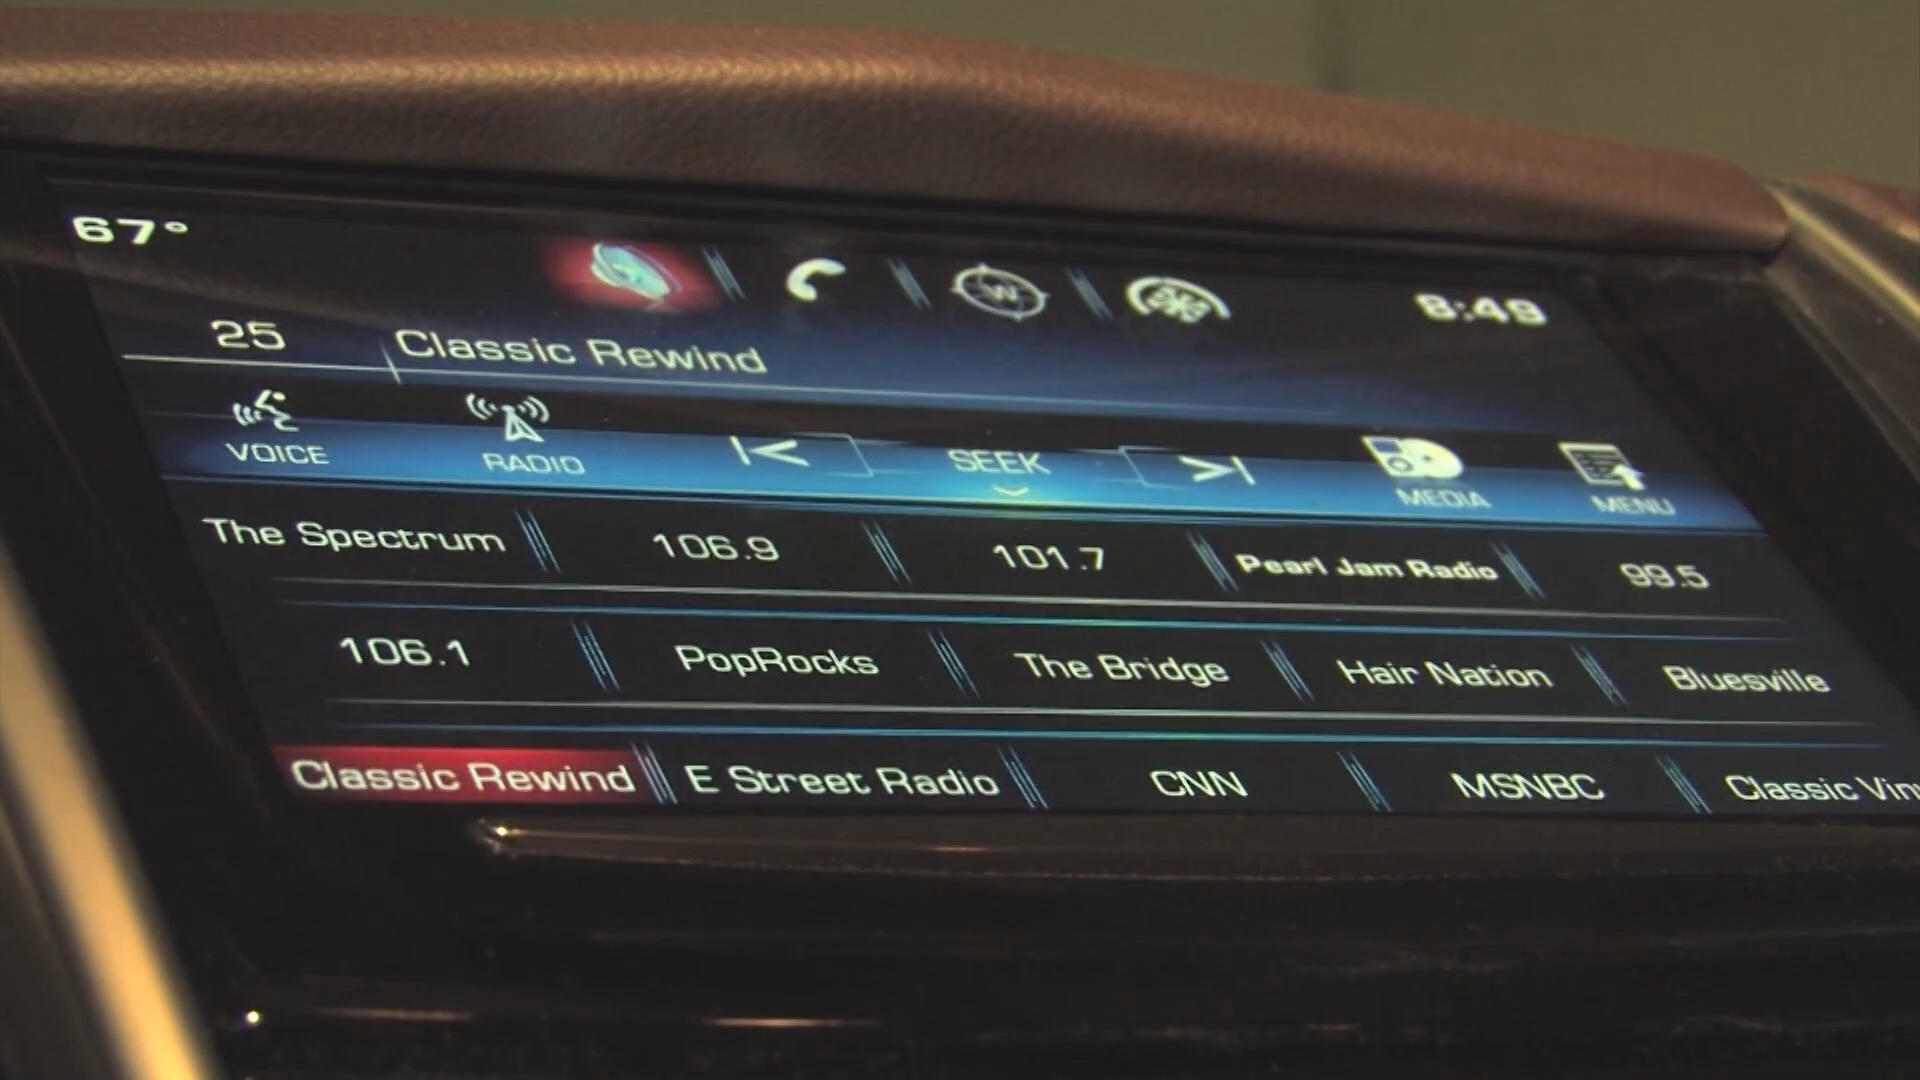 67°
W
8:49
25 Classic Rewind
VOICE RADIO SEEK MEDIA MENU
The Spectrum 106.9 101.7 Pearl Jam Radio 99.5
106.1 PopRocks The Bridge Hair Nation Bluesville
Classic Rewind E Street Radio CNN MSNBC Classic